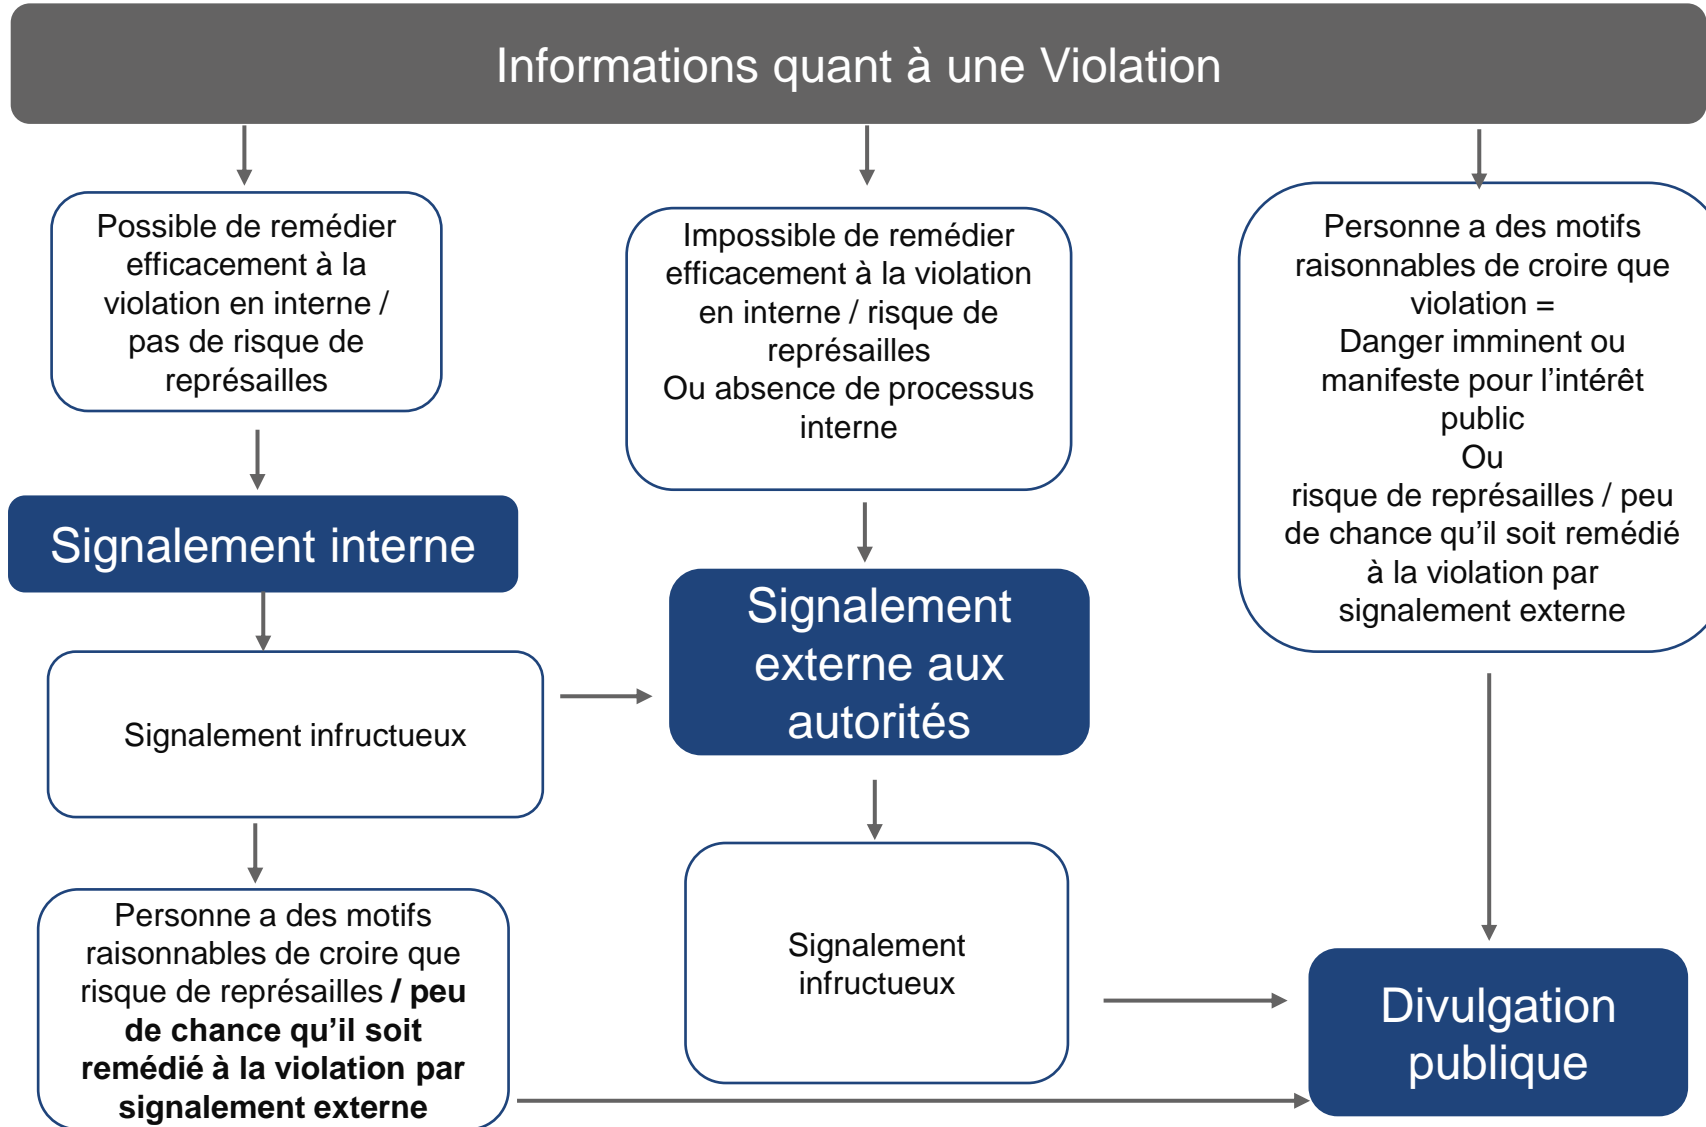 Informations quant à une Violation
Possible de remédier
efficacement à la
violation en interne /
pas de risque de
représailles
Impossible de remédier
efficacement à la violation
en interne / risque de
représailles
Ou absence de processus
interne
Personne a des motifs
raisonnables de croire que
violation =
Danger imminent ou
manifeste pour l’intérêt
public
Ou
risque de représailles / peu
de chance qu’il soit remédié
à la violation par
signalement externe
Signalement interne
Signalement
externe aux
autorités
Signalement infructueux
Personne a des motifs
raisonnables de croire que
risque de représailles / peu
de chance qu’il soit
remédié à la violation par
signalement externe
Signalement
infructueux
Divulgation
publique